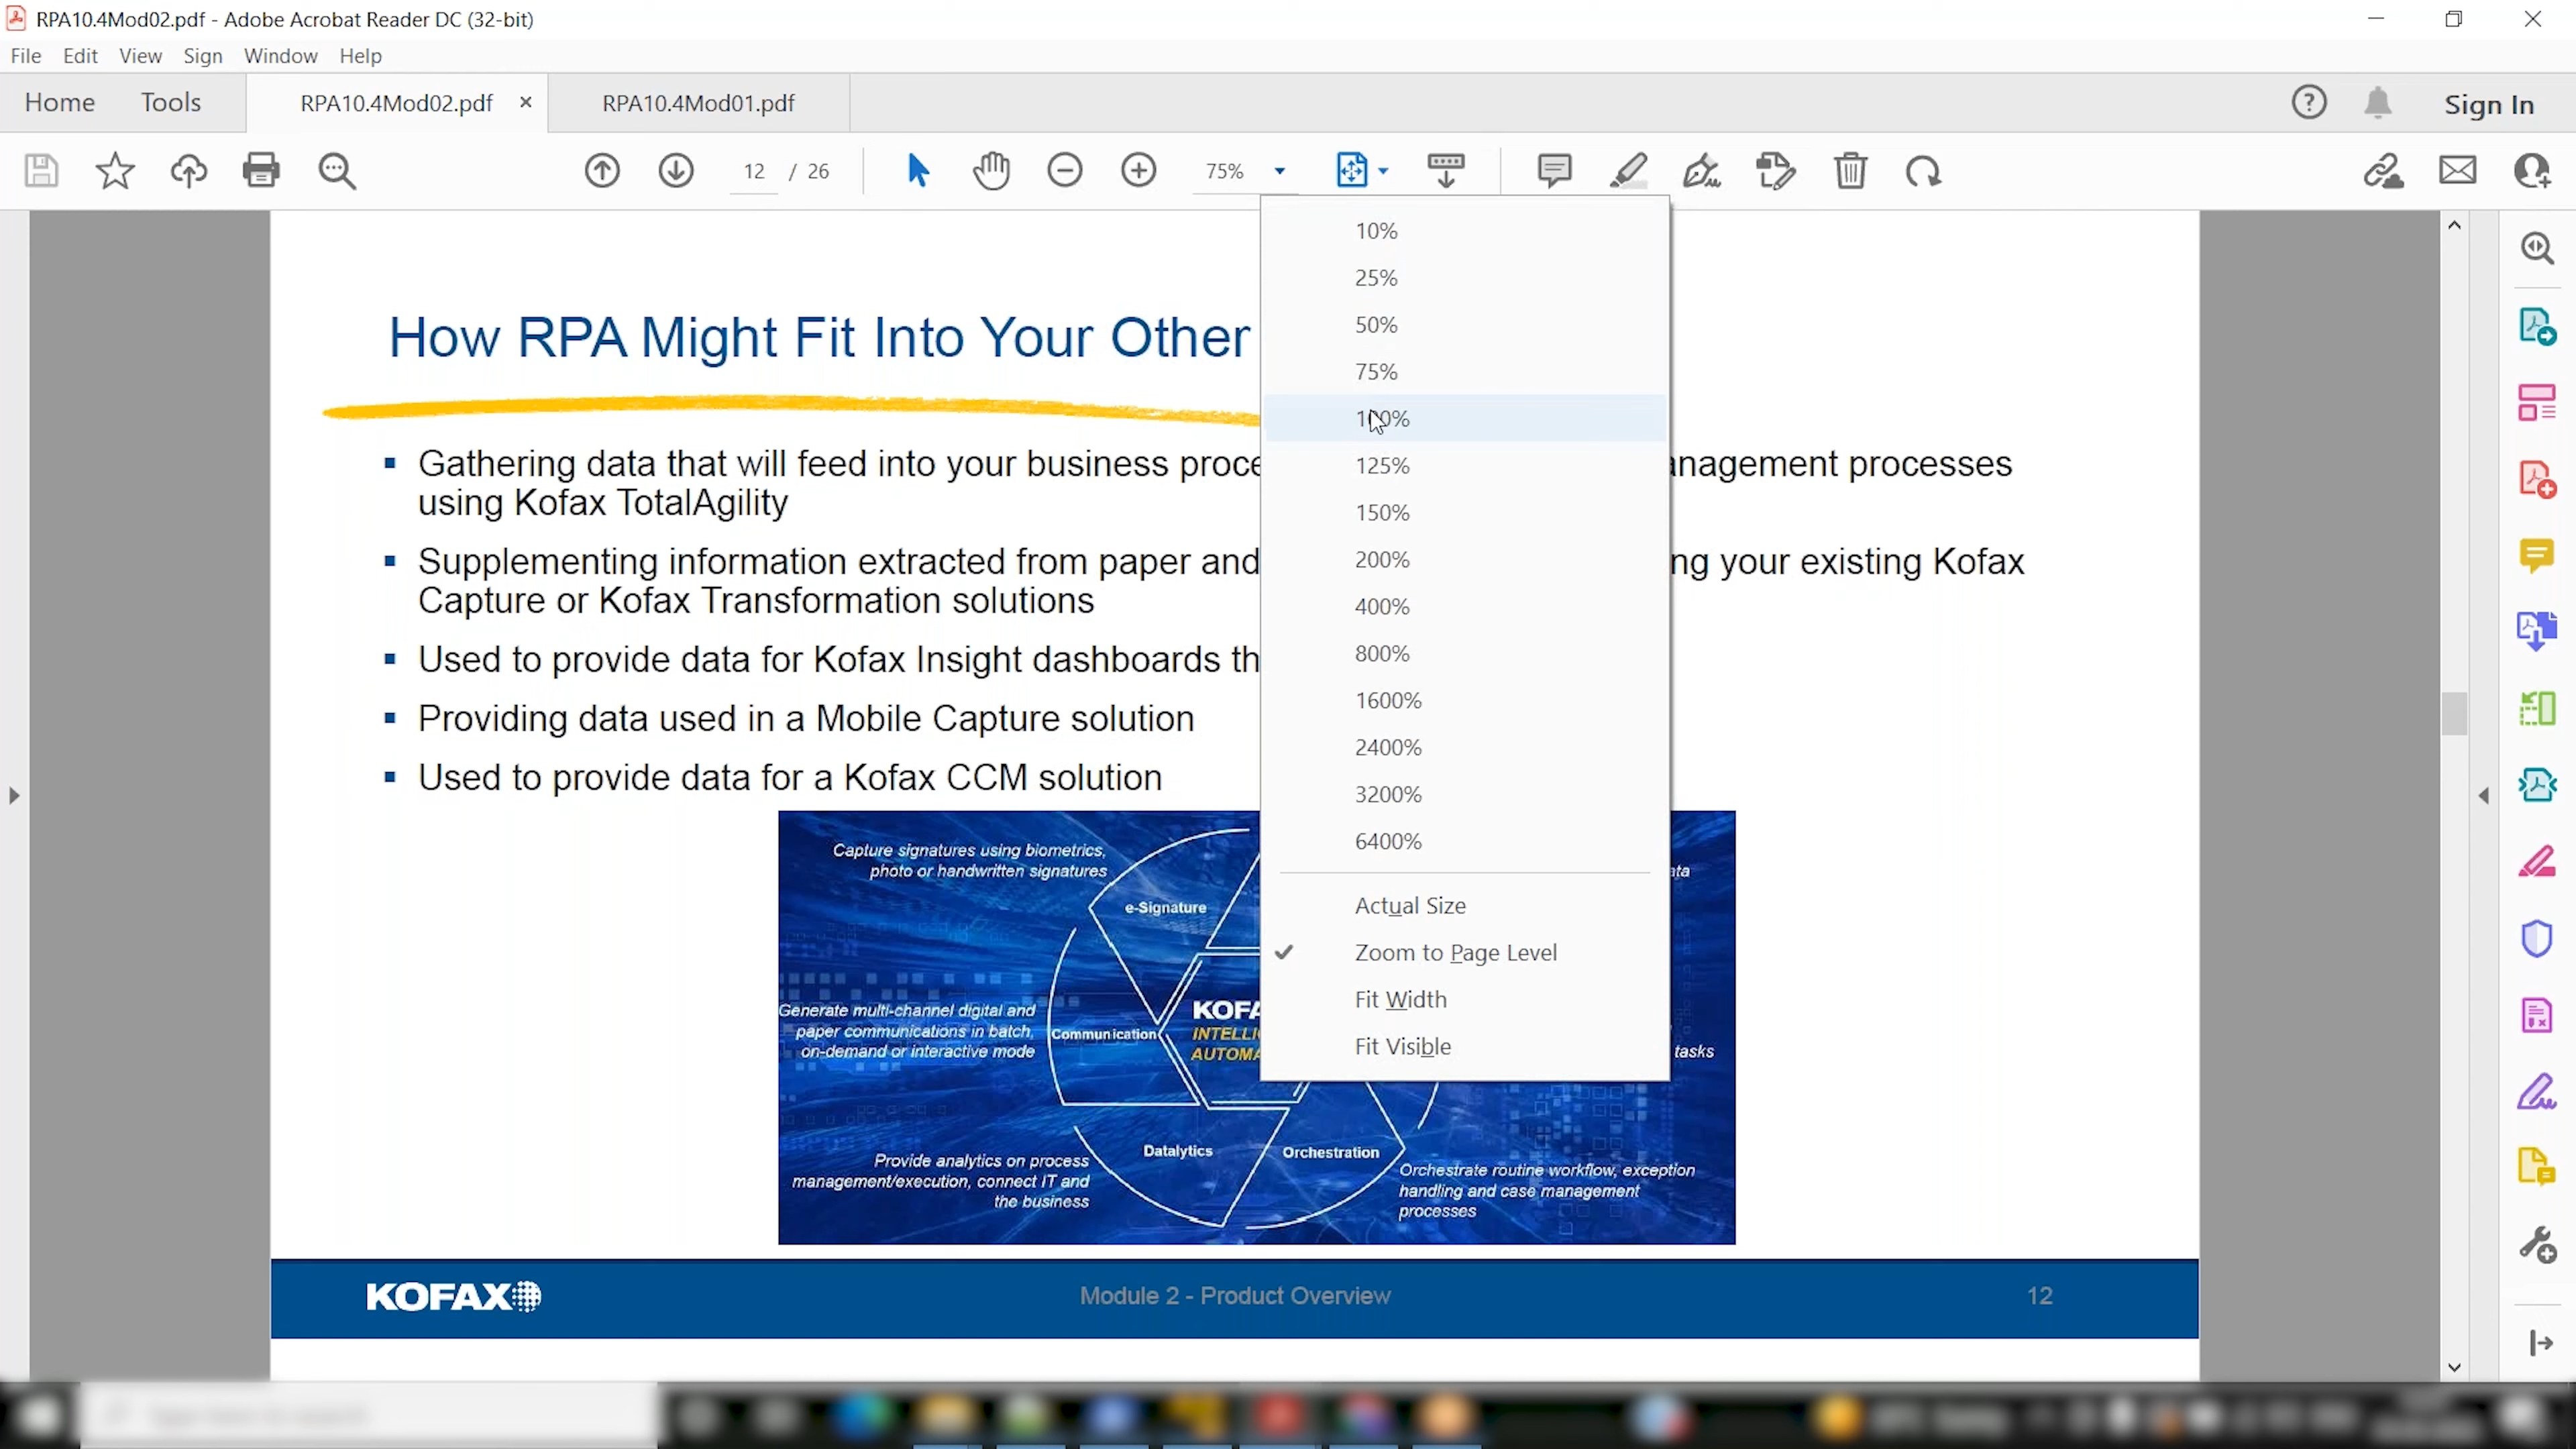 RPA10.4Mod02.pdf - Adobe Acrobat Reader DC (32-bit)
File Edit View Sign Window Help
Home Tools RPA10.4Mod02.pdf × RPA10.4Mod01.pdf Sign In
12 / 26 75%
10%
25%
50%
75%
100%
125%
150%
200%
400%
800%
1600%
2400%
3200%
6400%
Actual Size
Zoom to Page Level
Fit Width
Fit Visible
How RPA Might Fit Into Your Other
Gathering data that will feed into your business proce anagement processes
using Kofax TotalAgility
Supplementing information extracted from paper and ng your existing Kofax
Capture or Kofax Transformation solutions
Used to provide data for Kofax Insight dashboards th
Providing data used in a Mobile Capture solution
Used to provide data for a Kofax CCM solution
Capture signatures using biometrics,
photo or handwritten signatures
ata
e-Signature
Generate multi-channel digital and
paper communications in batch,
on-demand or interactive mode
Communication
KOFA
INTELLI
AUTOMA
tasks
Datalytics
Orchestration
Provide analytics on process
management/execution, connect IT and
the business
Orchestrate routine workflow, exception
handling and case management
processes
KOFAX Module 2 - Product Overview 12